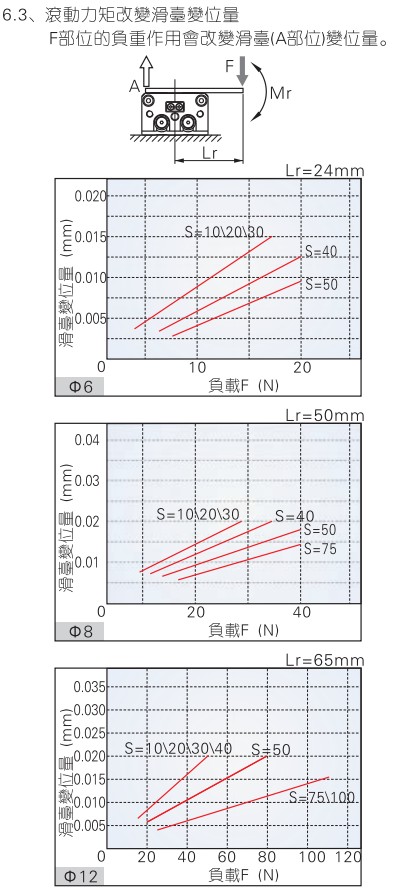 6.3、滾動力矩改變滑臺變位量
F部位的負重作用會改變滑臺(A部位)變位量。
A
F
Mr
Lr
Lr=24mm
滑臺變位量 (mm)
0.020
0.015
0.010
0.005
S=10\20\30
S=40
S=50
0 10 20
Φ6
負載F (N)
Lr=50mm
滑臺變位量 (mm)
0.04
0.03
0.02
0.01
S=10\20\30
S=40
S=50
S=75
0 20 40
Φ8
負載F (N)
Lr=65mm
滑臺變位量 (mm)
0.035
0.030
0.025
0.020
0.015
0.010
0.005
S=10\20\30\40
S=50
S=75\100
0 20 40 60 80 100 120
Φ12
負載F (N)